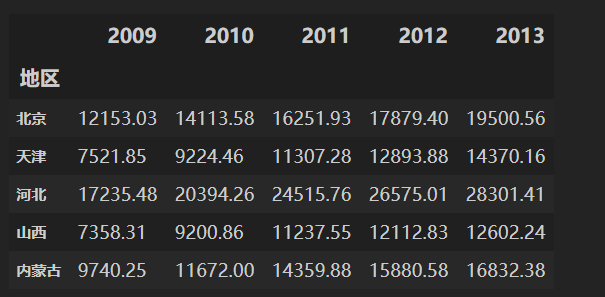 2009 2010 2011 2012 2013
地区
北京 12153.03 14113.58 16251.93 17879.40 19500.56
天津 7521.85 9224.46 11307.28 12893.88 14370.16
河北 17235.48 20394.26 24515.76 26575.01 28301.41
山西 7358.31 9200.86 11237.55 12112.83 12602.24
内蒙古 9740.25 11672.00 14359.88 15880.58 16832.38